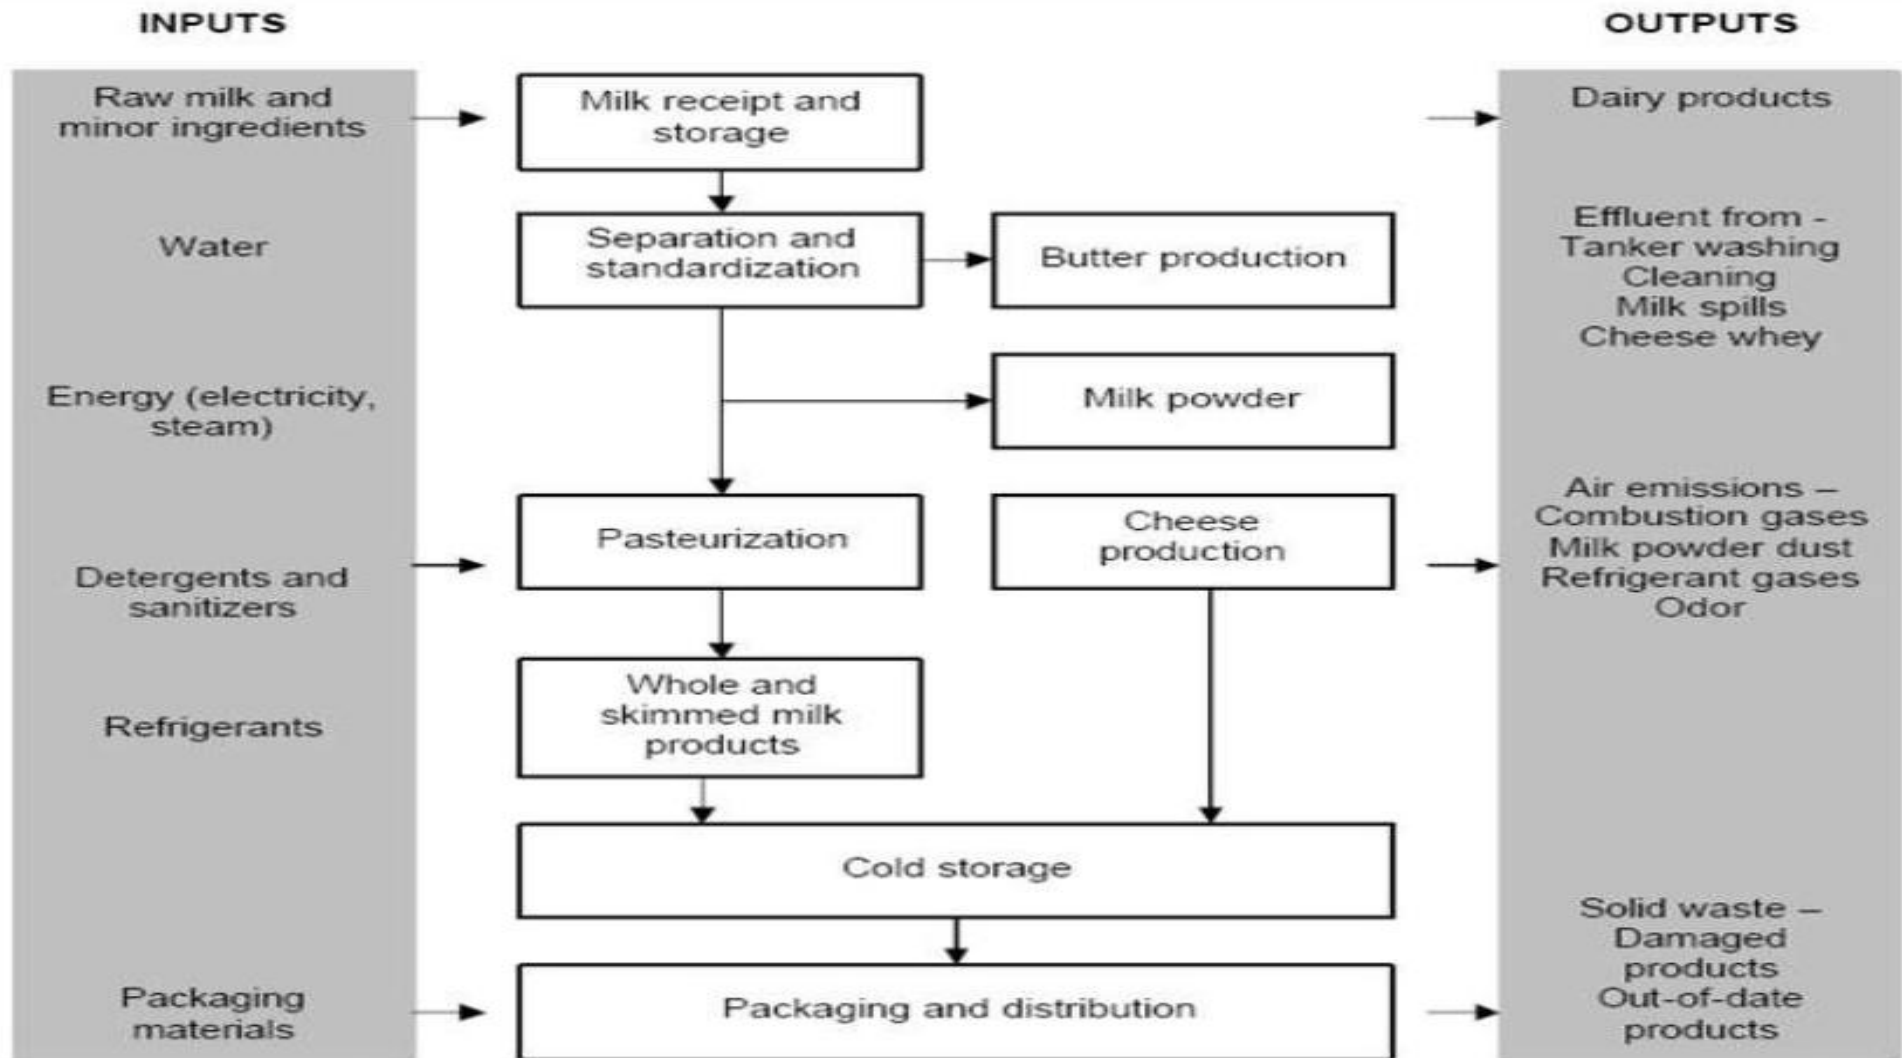 INPUTS
Raw milk and
minor ingredients
Water
Energy (electricity,
steam)
Detergents and
sanitizers
Refrigerants
Packaging
materials
Milk receipt and
storage
Separation and
standardization
Butter production
Milk powder
Pasteurization
Cheese
production
Whole and
skimmed milk
products
Cold storage
Packaging and distribution
OUTPUTS
Dairy products
Effluent from -
Tanker washing
Cleaning
Milk spills
Cheese whey
Air emissions –
Combustion gases
Milk powder dust
Refrigerant gases
Odor
Solid waste –
Damaged
products
Out-of-date
products